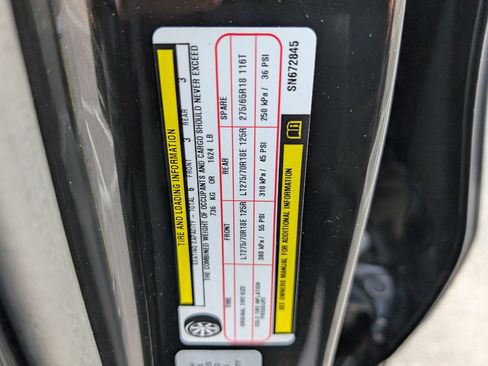 TIRE AND LOADING INFORMATION
SEATING CAPACITY - TOTAL 6 FRONT 3 REAR 3
THE COMBINED WEIGHT OF OCCUPANTS AND CARGO SHOULD NEVER EXCEED
736 KG OR 1624 LB
TIRE FRONT REAR SPARE
ORIGINAL TIRE SIZE LT275/70R18E 125R LT275/70R18E 125R 275/65R18 116T
COLD TIRE INFLATION PRESSURE 380 kPa / 55 PSI 310 kPa / 45 PSI 250 kPa / 36 PSI
SEE OWNERS MANUAL FOR ADDITIONAL INFORMATION
SN672845